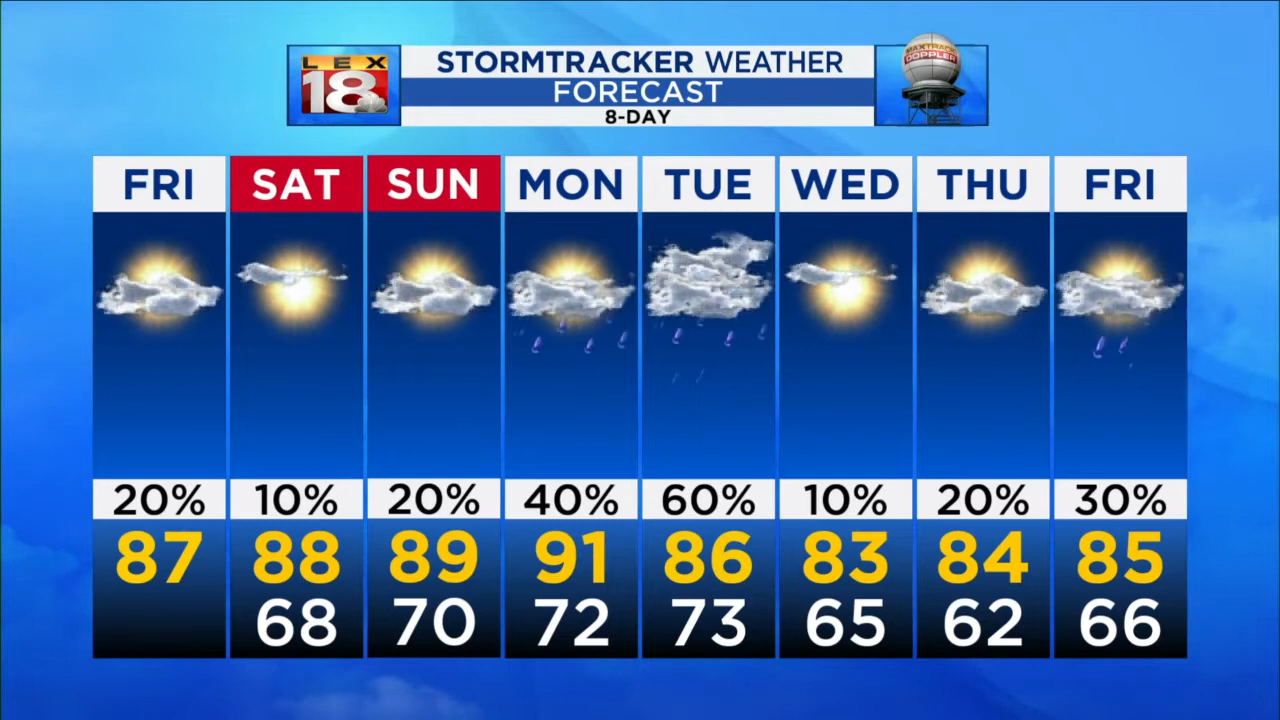 LEX
18
STORMTRACKER WEATHER
FORECAST
8-DAY
MAXTRACK
DOPPLER
FRI SAT SUN MON TUE WED THU FRI
20% 10% 20% 40% 60% 10% 20% 30%
87 88 89 91 86 83 84 85
68 70 72 73 65 62 66